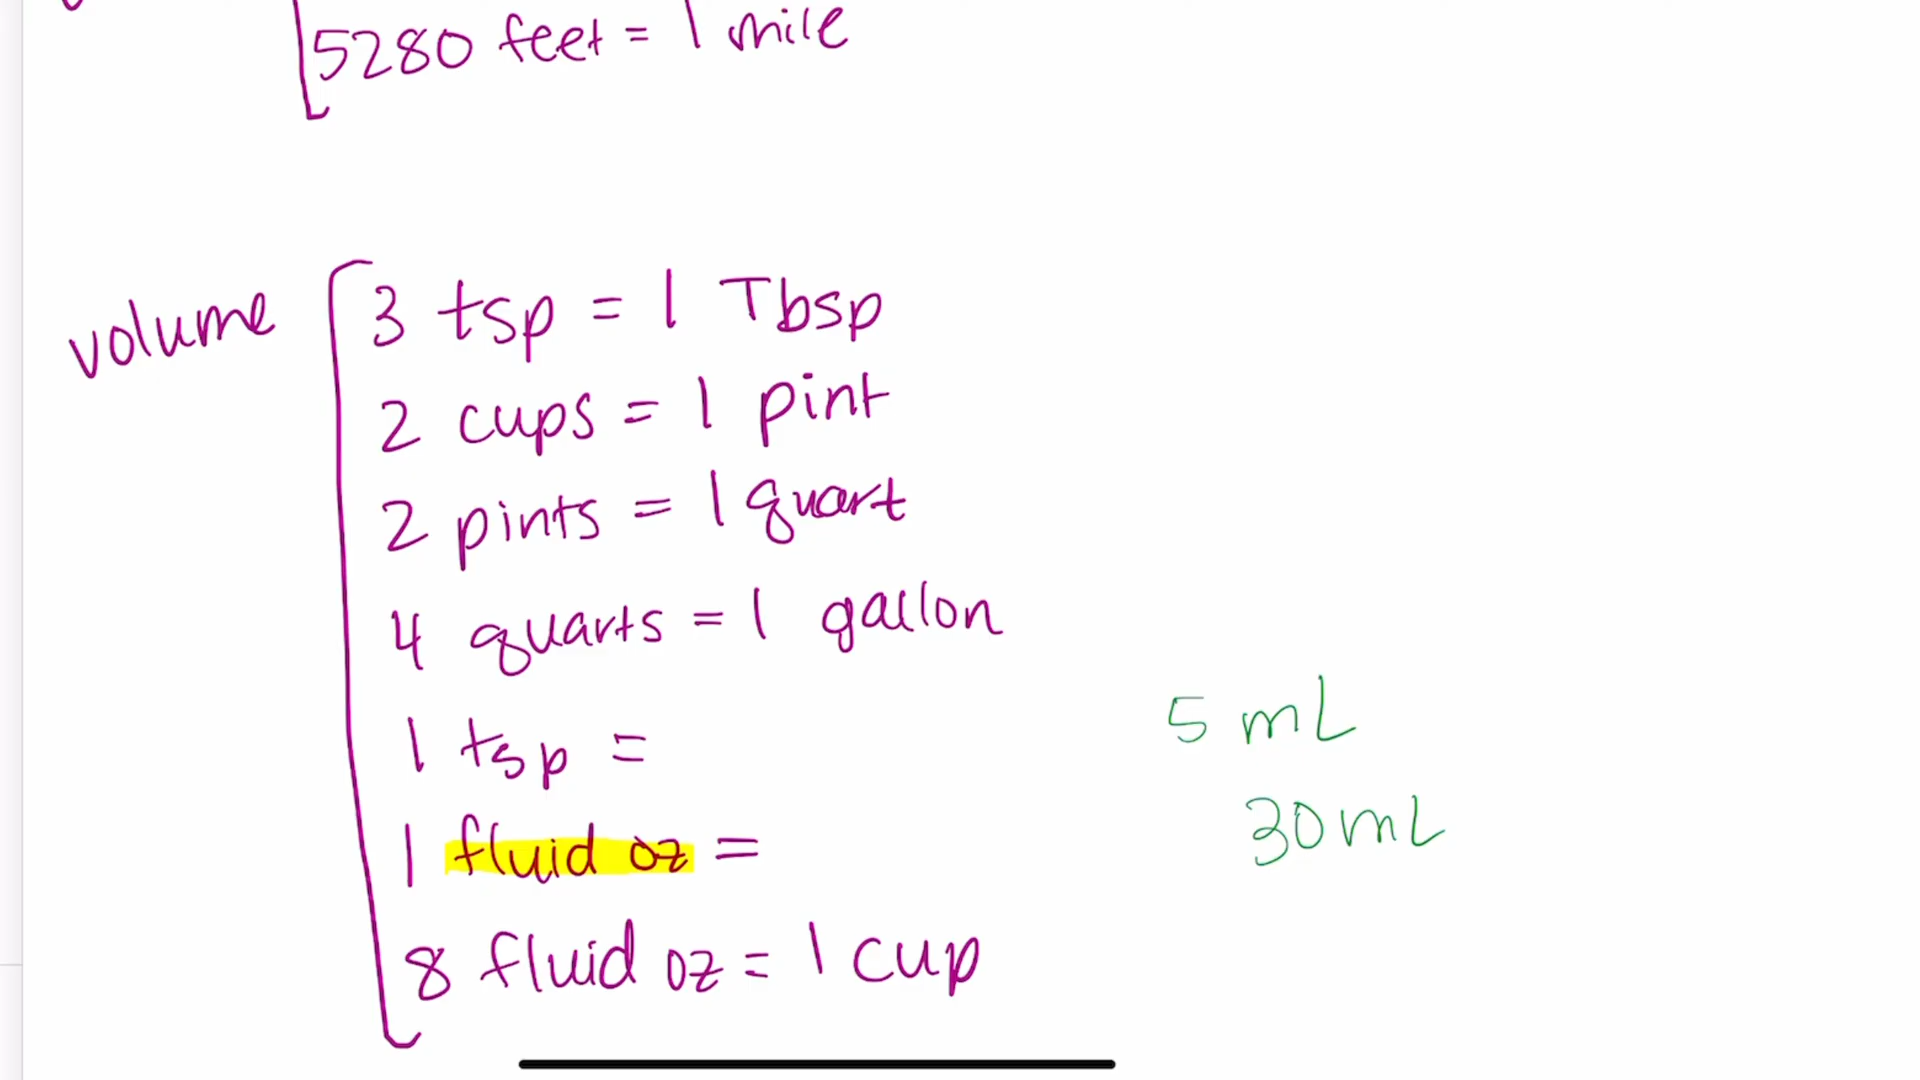 5280 feet = 1 mile
volume
3 tsp = 1 Tbsp
2 cups = 1 pint
2 pints = 1 quart
4 quarts = 1 gallon
1 tsp =
5 mL
1 fluid oz =
30 mL
8 fluid oz = 1 cup